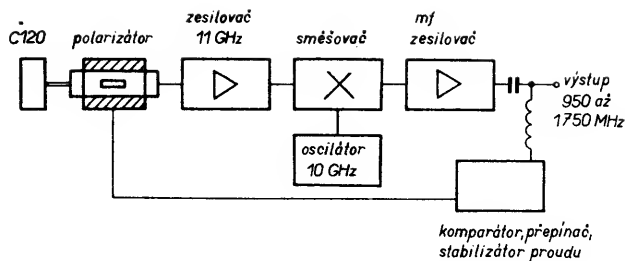 C120
polarizátor
zesilovač
11 GHz
směšovač
mf
zesilovač
výstup
950 až
1750 MHz
oscilátor
10 GHz
komparátor, přepínač,
stabilizátor proudu